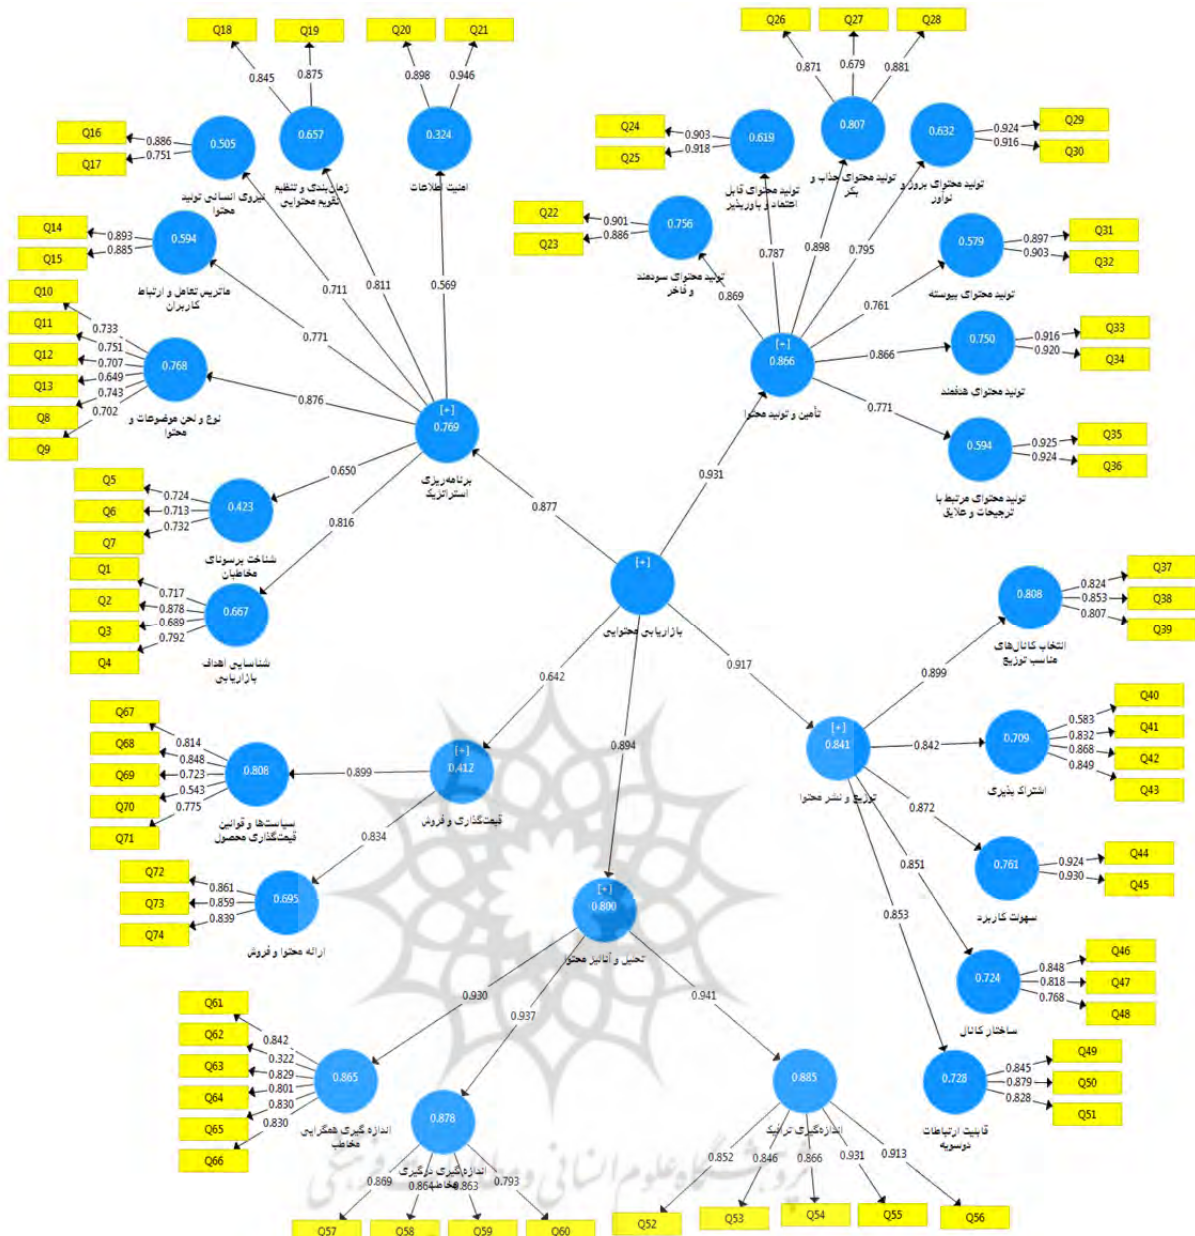 Q18
Q19
Q20
Q21
0.845
0.875
0.898
0.946
Q16
Q17
0.886
0.751
0.505
نیروی انسانی تولید
محتوا
0.657
زمان‌بندی و تنظیم
تقویم محتوایی
0.324
امنیت اطلاعات
Q14
Q15
0.893
0.885
0.594
ماتریس تعامل و ارتباط
کاربران
Q10
Q11
Q12
Q13
Q8
Q9
0.733
0.751
0.707
0.649
0.743
0.702
0.768
نوع و لحن موضوعات و
محتوا
0.711
0.811
0.569
0.771
0.876
0.650
0.816
[+]
0.769
برنامه‌ریزی
استراتژیک
Q5
Q6
Q7
0.724
0.713
0.732
0.423
شناخت پرسونای
مخاطبان
Q1
Q2
Q3
Q4
0.717
0.878
0.689
0.792
0.667
شناسایی اهداف
بازاریابی
Q26
Q27
Q28
0.871
0.679
0.881
Q24
Q25
0.903
0.918
0.619
تولید محتوای قابل
اعتماد و باورپذیر
0.807
تولید محتوای جذاب و
بکر
0.632
تولید محتوای بروز و
نوآور
0.924
0.916
Q29
Q30
Q22
Q23
0.901
0.886
0.756
تولید محتوای سودمند
و فاخر
0.579
تولید محتوای پیوسته
0.897
0.903
Q31
Q32
0.869
0.787
0.898
0.795
0.761
0.866
0.771
[+]
0.866
تأمین و تولید محتوا
0.750
تولید محتوای هدفمند
0.916
0.920
Q33
Q34
0.594
تولید محتوای مرتبط با
ترجیحات و علایق
0.925
0.924
Q35
Q36
0.877
0.931
[+]
بازاریابی محتوایی
0.642
0.894
0.917
Q67
Q68
Q69
Q70
Q71
0.814
0.848
0.723
0.543
0.775
0.808
سیاست‌ها و قوانین
قیمت‌گذاری محصول
0.899
0.834
[+]
0.412
قیمت‌گذاری و فروش
Q72
Q73
Q74
0.861
0.859
0.839
0.695
ارائه محتوا و فروش
[+]
0.841
توزیع و نشر محتوا
0.899
0.842
0.872
0.851
0.853
0.808
انتخاب کانال‌های
مناسب توزیع
0.824
0.853
0.807
Q37
Q38
Q39
0.709
اشتراک پذیری
0.583
0.832
0.868
0.849
Q40
Q41
Q42
Q43
0.761
سهولت کاربرد
0.924
0.930
Q44
Q45
0.724
ساختار کانال
0.848
0.818
0.768
Q46
Q47
Q48
0.728
قابلیت ارتباطات
دوسویه
0.845
0.879
0.828
Q49
Q50
Q51
[+]
0.800
تحلیل و آنالیز محتوا
0.930
0.937
0.941
Q61
Q62
Q63
Q64
Q65
Q66
0.842
0.322
0.829
0.801
0.830
0.830
0.865
اندازه گیری همگرایی
مخاطب
0.878
اندازه گیری درگیری
مخاطب
0.869
0.864
0.863
0.793
Q57
Q58
Q59
Q60
0.885
اندازه‌گیری ترافیک
0.852
0.846
0.866
0.931
0.913
Q52
Q53
Q54
Q55
Q56
پژوهشگاه علوم انسانی و مطالعات فرهنگی